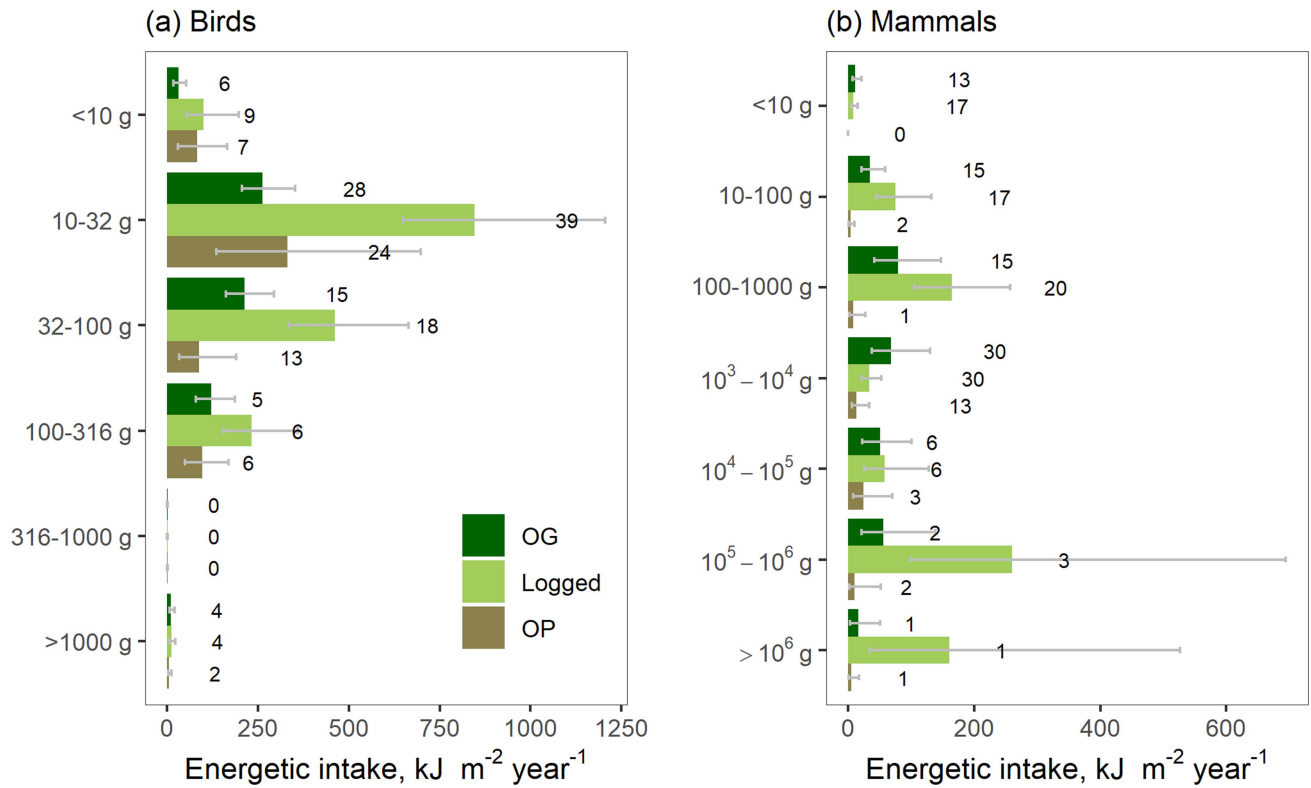 (a) Birds
<10 g
6
9
7
10-32 g
28
39
24
32-100 g
15
18
13
100-316 g
5
6
6
316-1000 g
0
0
0
>1000 g
4
4
2
OG
Logged
OP
0 250 500 750 1000 1250
Energetic intake, kJ m⁻² year⁻¹
(b) Mammals
<10 g
13
17
0
10-100 g
15
17
2
100-1000 g
15
20
1
10³ – 10⁴ g
30
30
13
10⁴ – 10⁵ g
6
6
3
10⁵ – 10⁶ g
2
3
2
> 10⁶ g
1
1
1
0 200 400 600
Energetic intake, kJ m⁻² year⁻¹